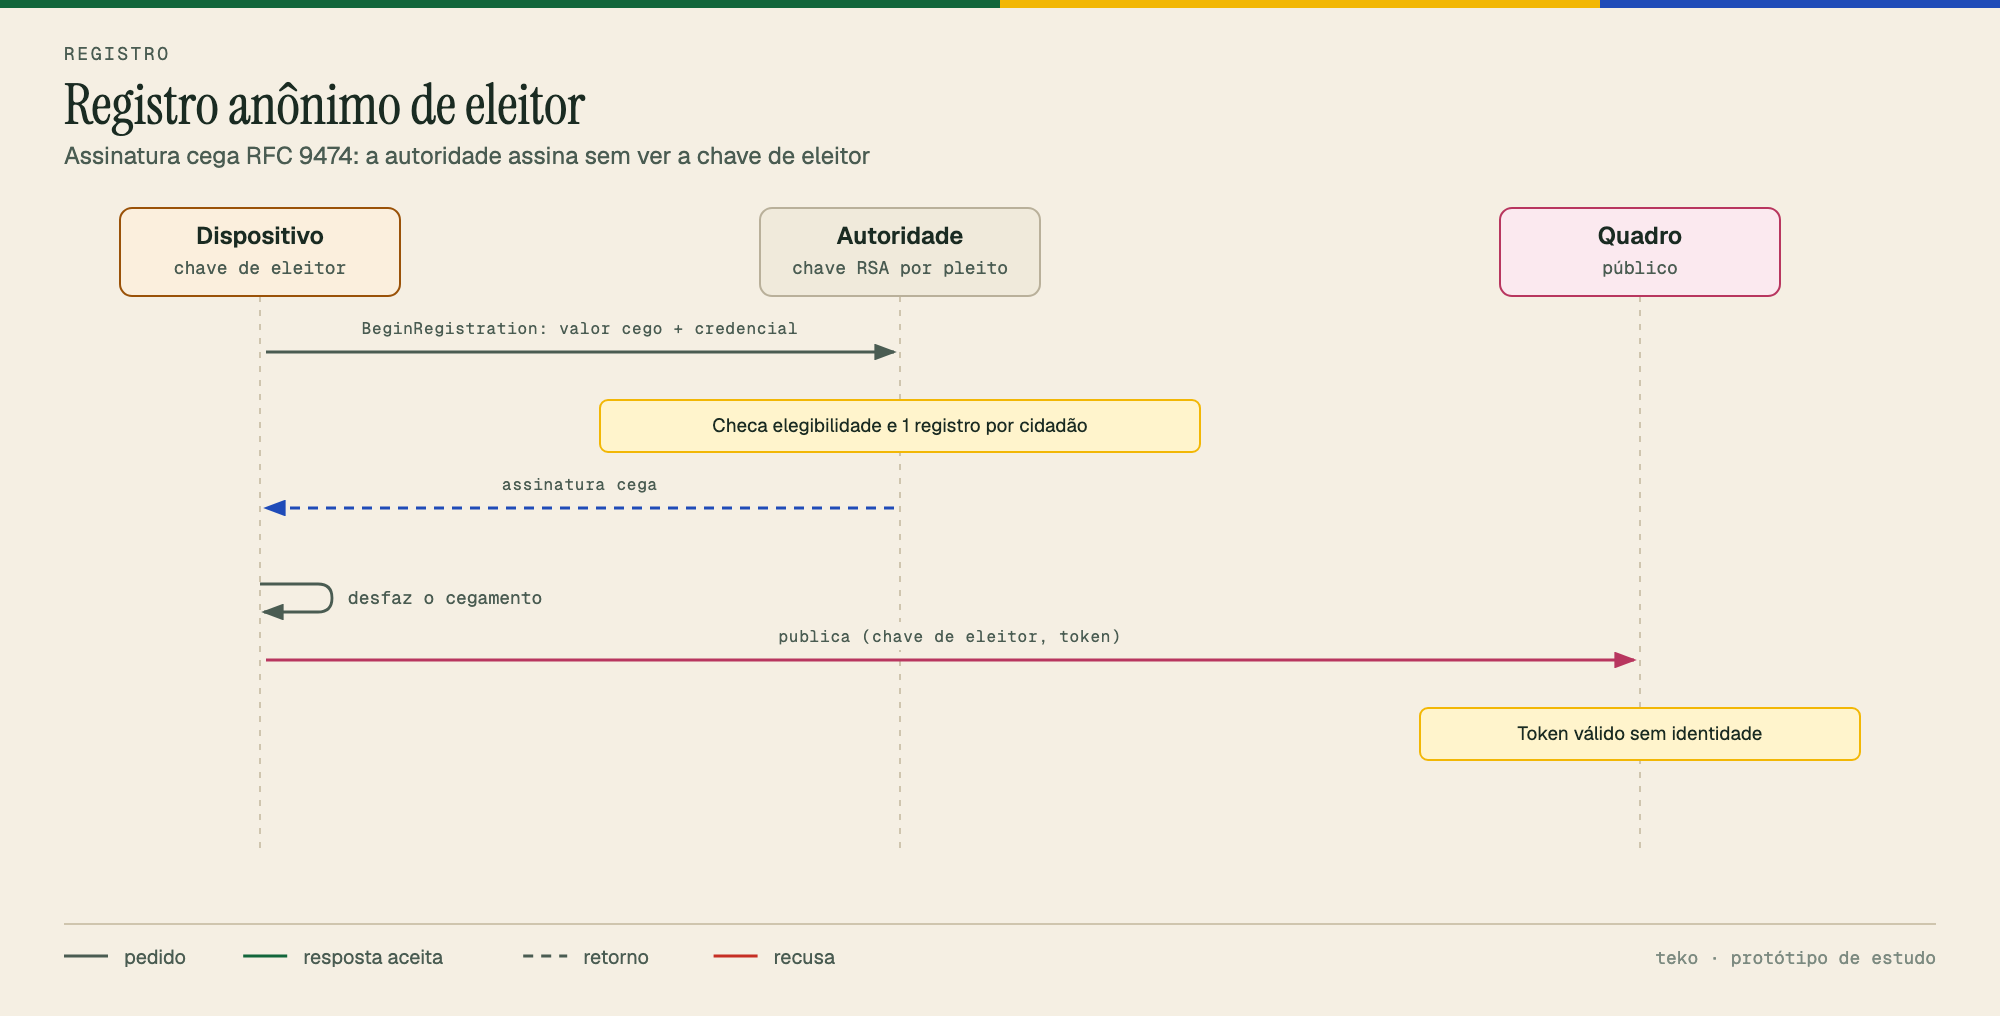 REGISTRO
Registro anônimo de eleitor
Assinatura cega RFC 9474: a autoridade assina sem ver a chave de eleitor
Dispositivo
chave de eleitor
Autoridade
chave RSA por pleito
Quadro
público
BeginRegistration: valor cego + credencial
Checa elegibilidade e 1 registro por cidadão
assinatura cega
desfaz o cegamento
publica (chave de eleitor, token)
Token válido sem identidade
pedido
resposta aceita
retorno
recusa
teko · protótipo de estudo